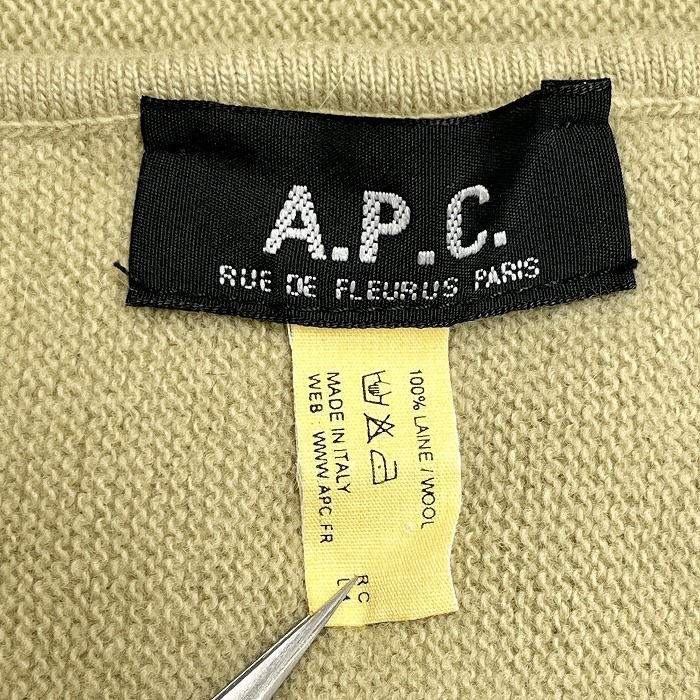 A.P.C.
RUE DE FLEURUS PARIS
100% LAINE / WOOL
MADE IN ITALY
WEB : WWW.APC.FR
R C